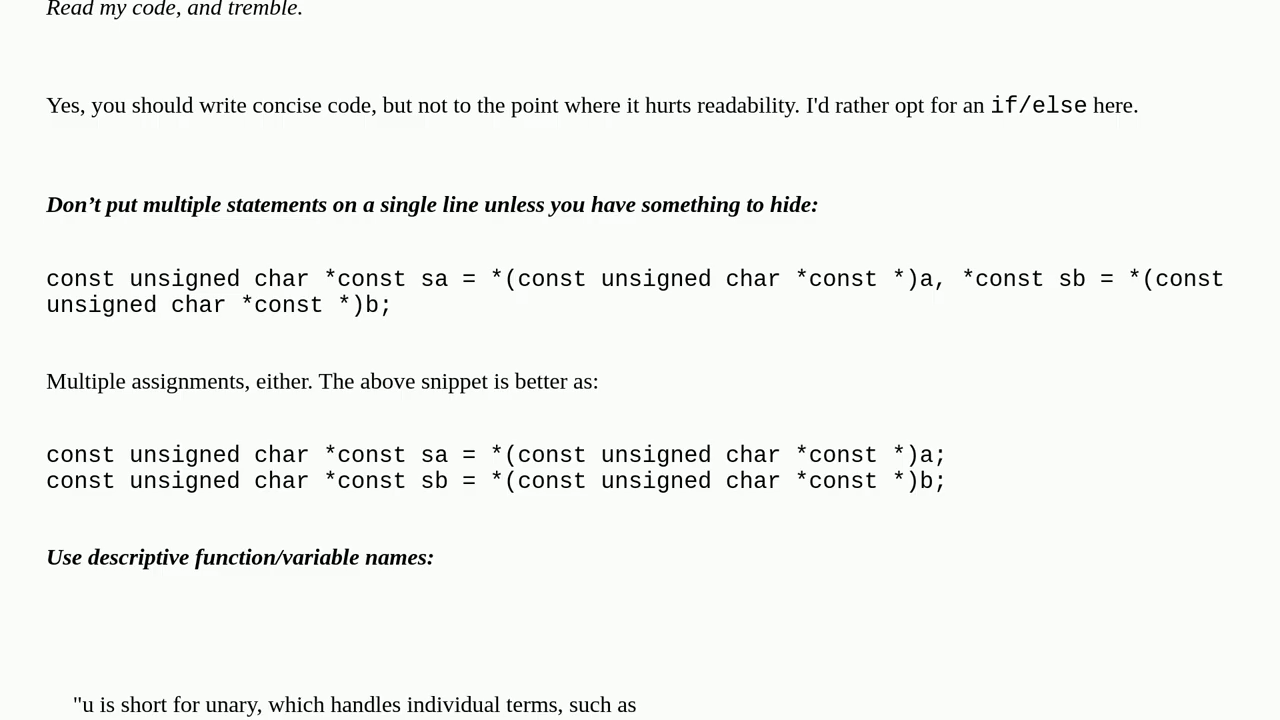 Read my code, and tremble.
Yes, you should write concise code, but not to the point where it hurts readability. I'd rather opt for an if/else here.
Don’t put multiple statements on a single line unless you have something to hide:
const unsigned char *const sa = *(const unsigned char *const *)a, *const sb = *(const
unsigned char *const *)b;
Multiple assignments, either. The above snippet is better as:
const unsigned char *const sa = *(const unsigned char *const *)a;
const unsigned char *const sb = *(const unsigned char *const *)b;
Use descriptive function/variable names:
"u is short for unary, which handles individual terms, such as